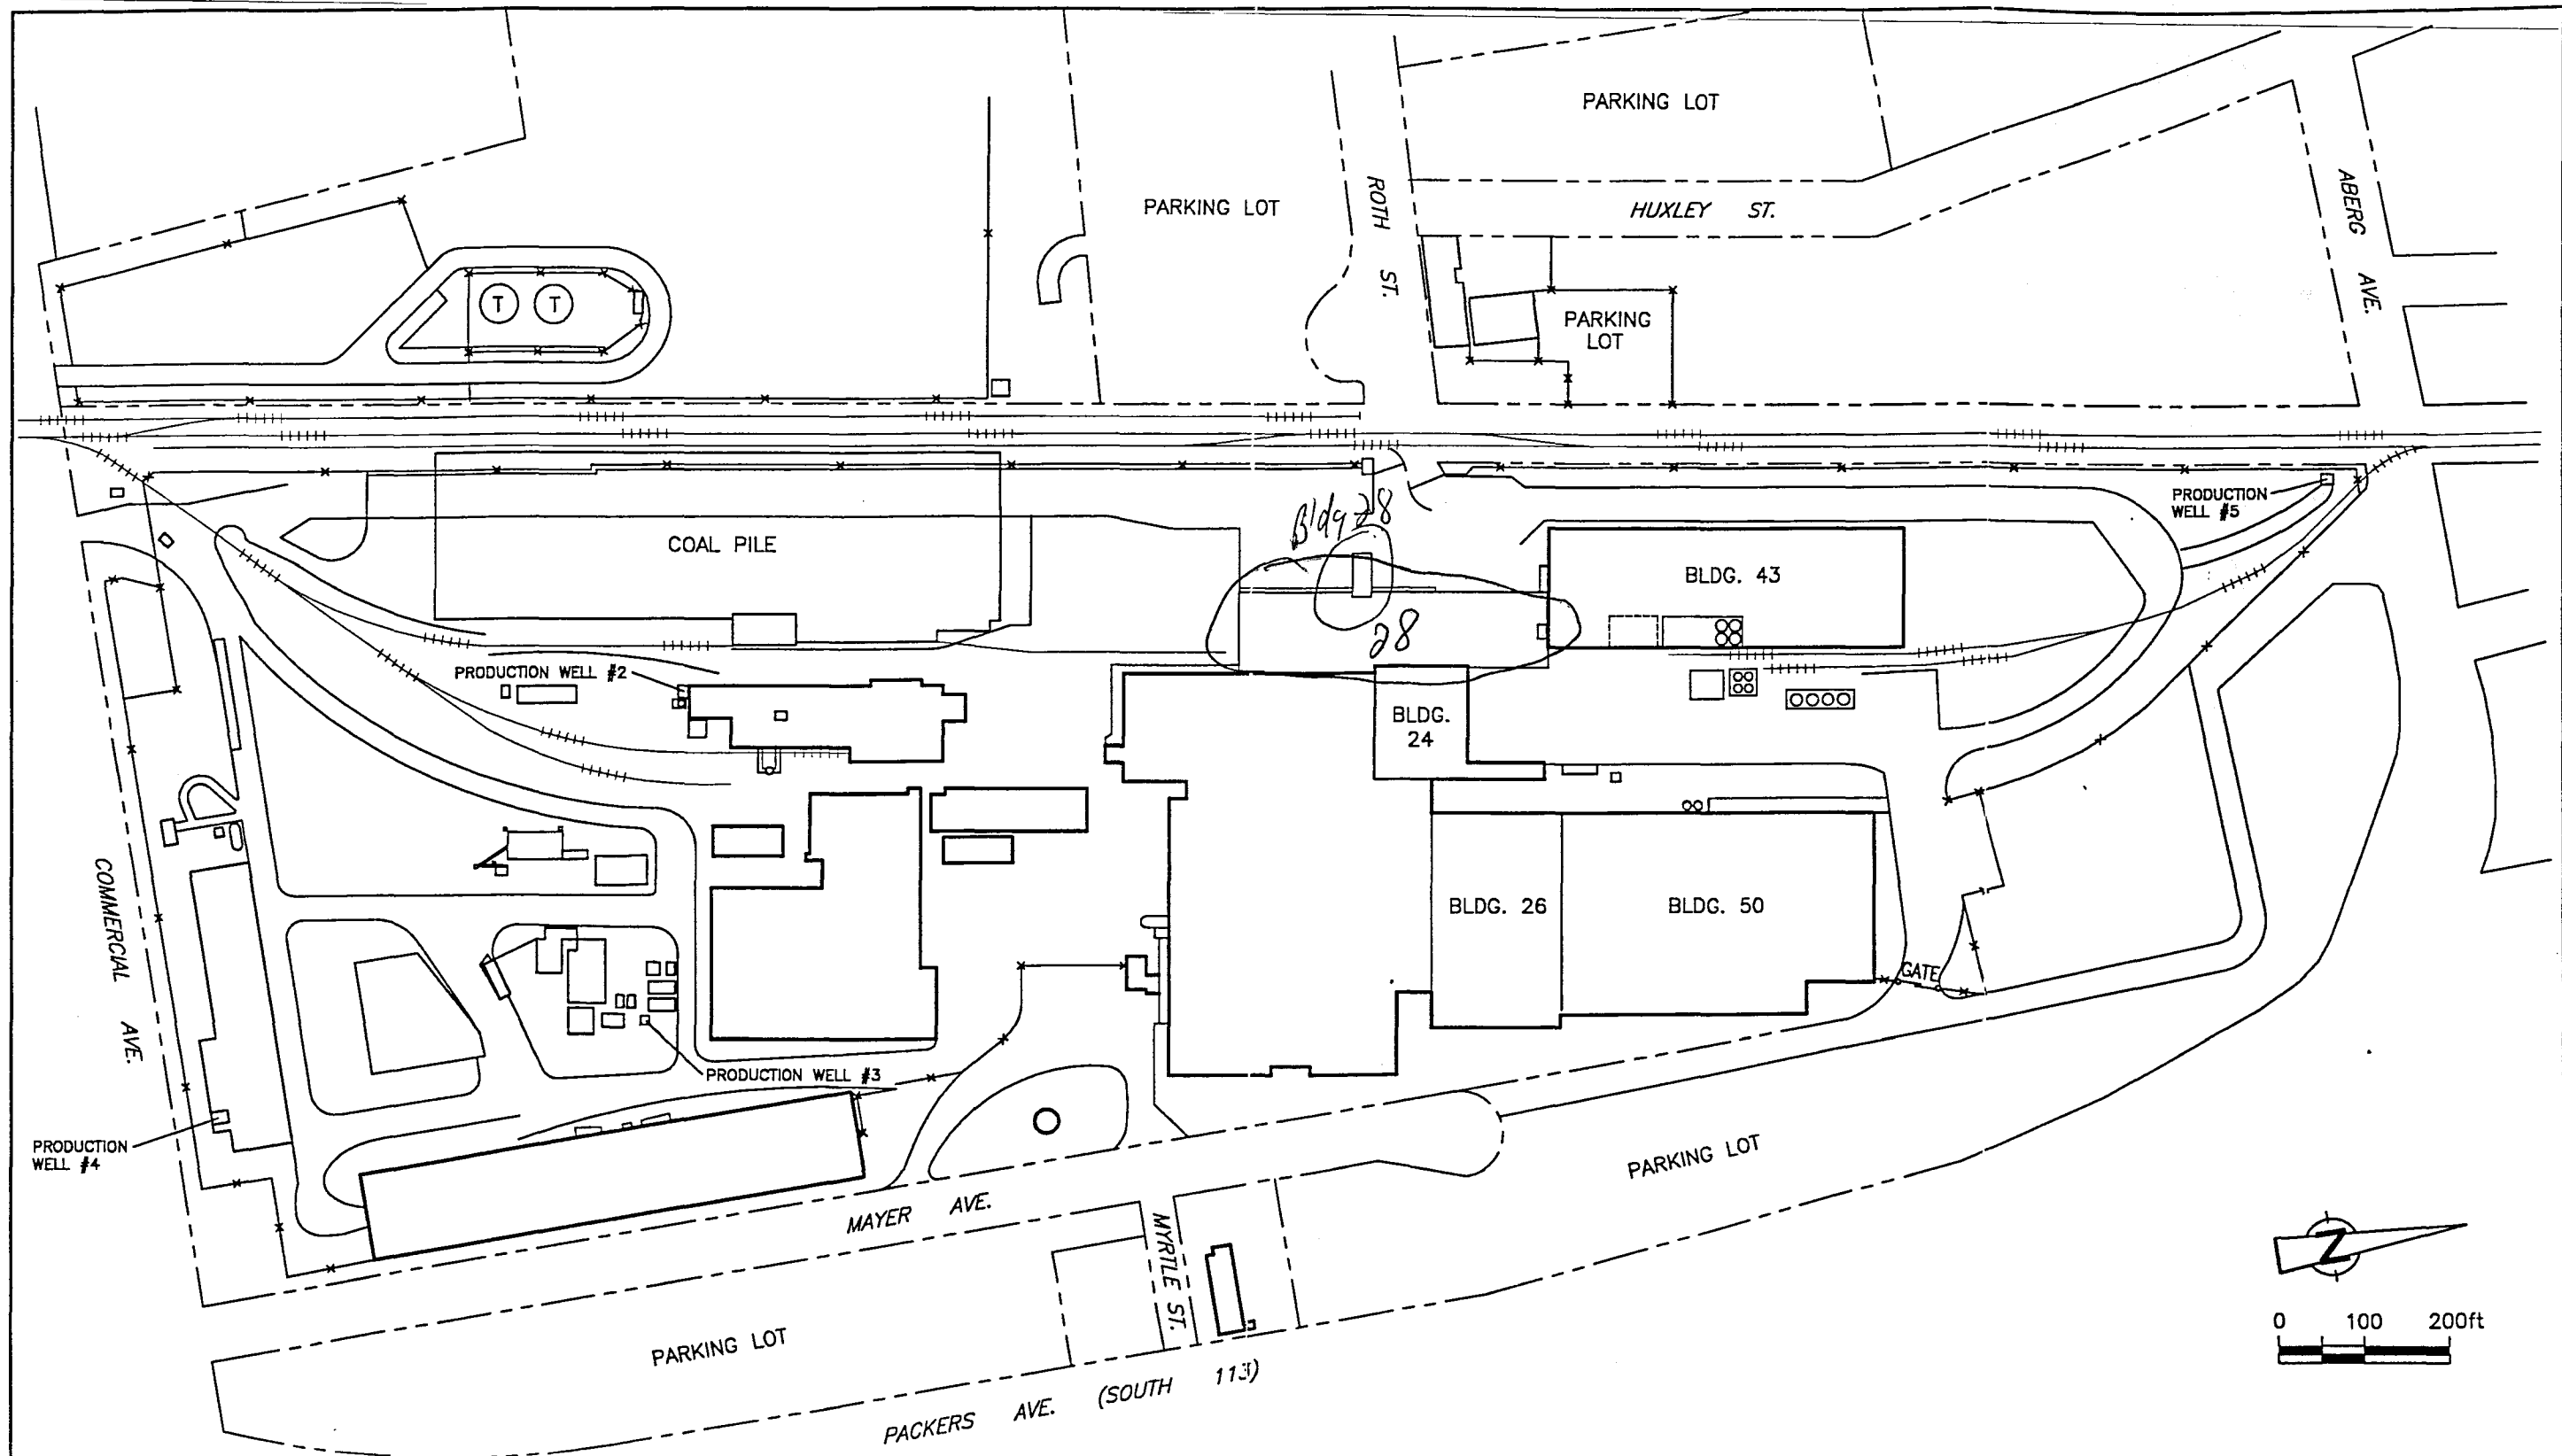 PARKING LOT
PARKING LOT
ROTH ST.
HUXLEY ST.
ABERG AVE.
T T
PARKING
LOT
PRODUCTION
WELL #5
Bldg 28
COAL PILE
BLDG. 43
28
PRODUCTION WELL #2
BLDG.
24
COMMERCIAL AVE.
BLDG. 26
BLDG. 50
GATE
PRODUCTION WELL #3
PRODUCTION
WELL #4
PARKING LOT
MAYER AVE.
MYRTLE ST.
Z
0 100 200ft
PARKING LOT
PACKERS AVE. (SOUTH 113)